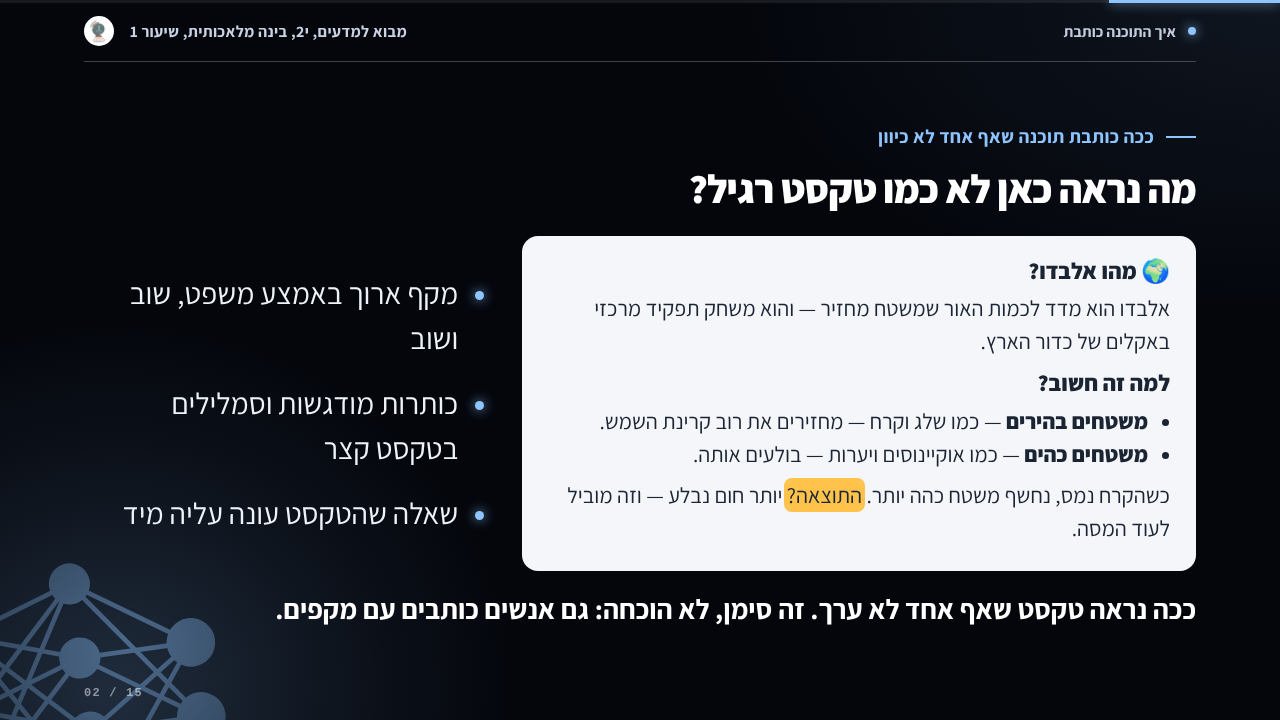 איך התוכנה כותבת
מבוא למדעים, י2, בינה מלאכותית, שיעור 1
ככה כותבת תוכנה שאף אחד לא כיוון
מה נראה כאן לא כמו טקסט רגיל?
🌍 מהו אלבדו?
אלבדו הוא מדד לכמות האור שמשטח מחזיר — והוא משחק תפקיד מרכזי
באקלים של כדור הארץ.
למה זה חשוב?
• משטחים בהירים — כמו שלג וקרח — מחזירים את רוב קרינת השמש.
• משטחים כהים — כמו אוקיינוסים ויערות — בולעים אותה.
כשהקרח נמס, נחשף משטח כהה יותר. התוצאה? יותר חום נבלע — וזה מוביל
לעוד המסה.
• מקף ארוך באמצע משפט, שוב
ושוב
• כותרות מודגשות וסמלילים
בטקסט קצר
• שאלה שהטקסט עונה עליה מיד
ככה נראה טקסט שאף אחד לא ערך. זה סימן, לא הוכחה: גם אנשים כותבים עם מקפים.
02 / 15